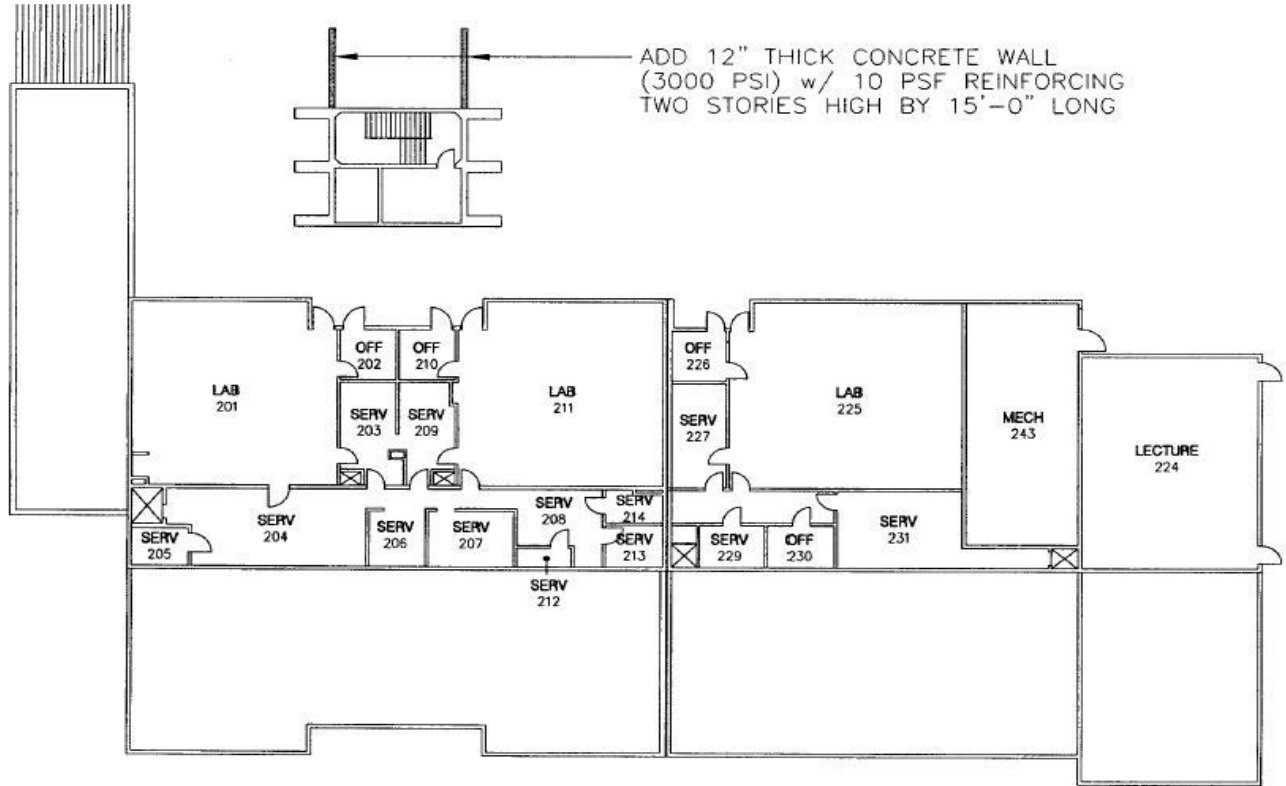 ADD 12" THICK CONCRETE WALL
(3000 PSI) w/ 10 PSF REINFORCING
TWO STORIES HIGH BY 15'-0" LONG
OFF
202
OFF
210
OFF
226
LAB
201
LAB
211
LAB
225
SERV
203
SERV
209
SERV
227
MECH
243
LECTURE
224
SERV
204
SERV
208
SERV
214
SERV
205
SERV
206
SERV
207
SERV
213
SERV
229
OFF
230
SERV
231
SERV
212